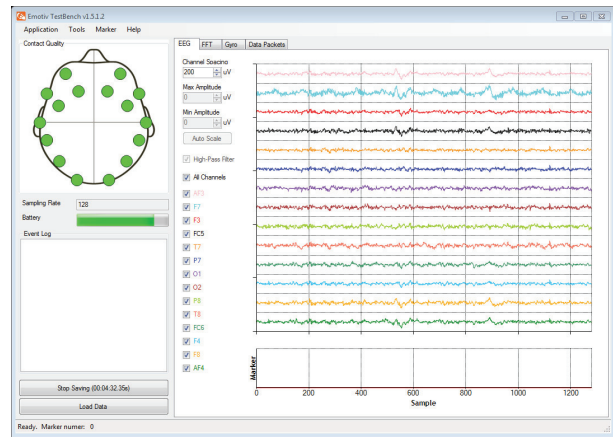 Emotiv TestBench v1.5.1.2
Application Tools Marker Help
Contact Quality
Sampling Rate 128
Battery
Event Log
Stop Saving (00:04:32.35s)
Load Data
Ready. Marker numer: 0
EEG FFT Gyro Data Packets
Channel Spacing
200 uV
Max Amplitude
0 uV
Min Amplitude
0 uV
Auto Scale
High-Pass Filter
All Channels
AF3
F7
F3
FC5
T7
P7
O1
O2
P8
T8
FC6
F4
F8
AF4
Marker
0 200 400 600 800 1000 1200
Sample